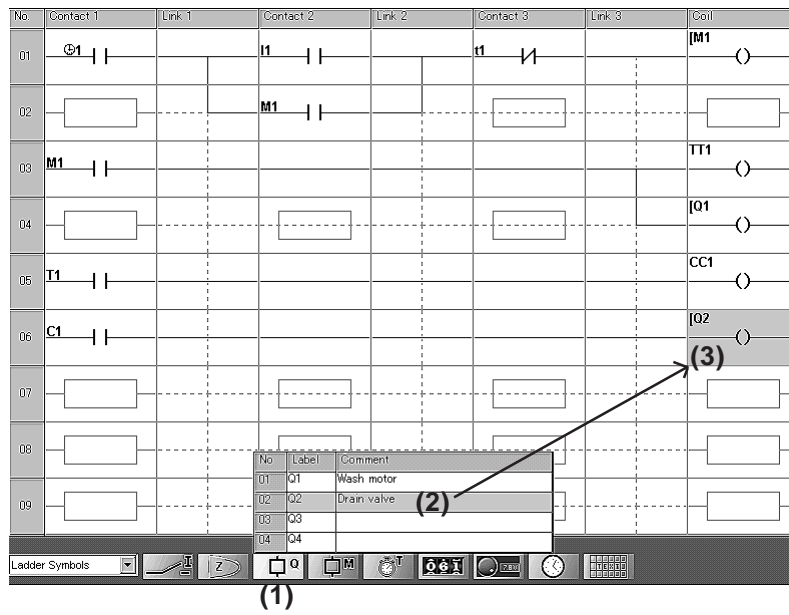 No. Contact 1 Link 1 Contact 2 Link 2 Contact 3 Link 3 Coil
01 1 I1 t1 [M1
02 M1
03 M1 TT1
04 [Q1
05 T1 CC1
06 C1 [Q2
(3)
07
08
No Label Comment
01 Q1 Wash motor
02 Q2 Drain valve (2)
09
03 Q3
04 Q4
Ladder Symbols I Z Q M T 061
(1)